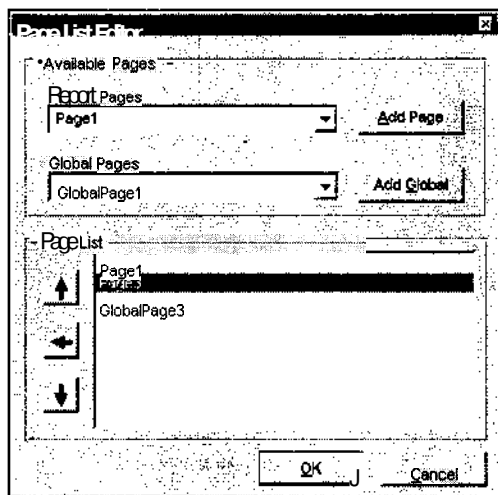 Page List Editor
Available Pages
Report Pages
Page1
Add Page
Global Pages
GlobalPage1
Add Global
Page List
Page1
GlobalPage3
OK
Cancel